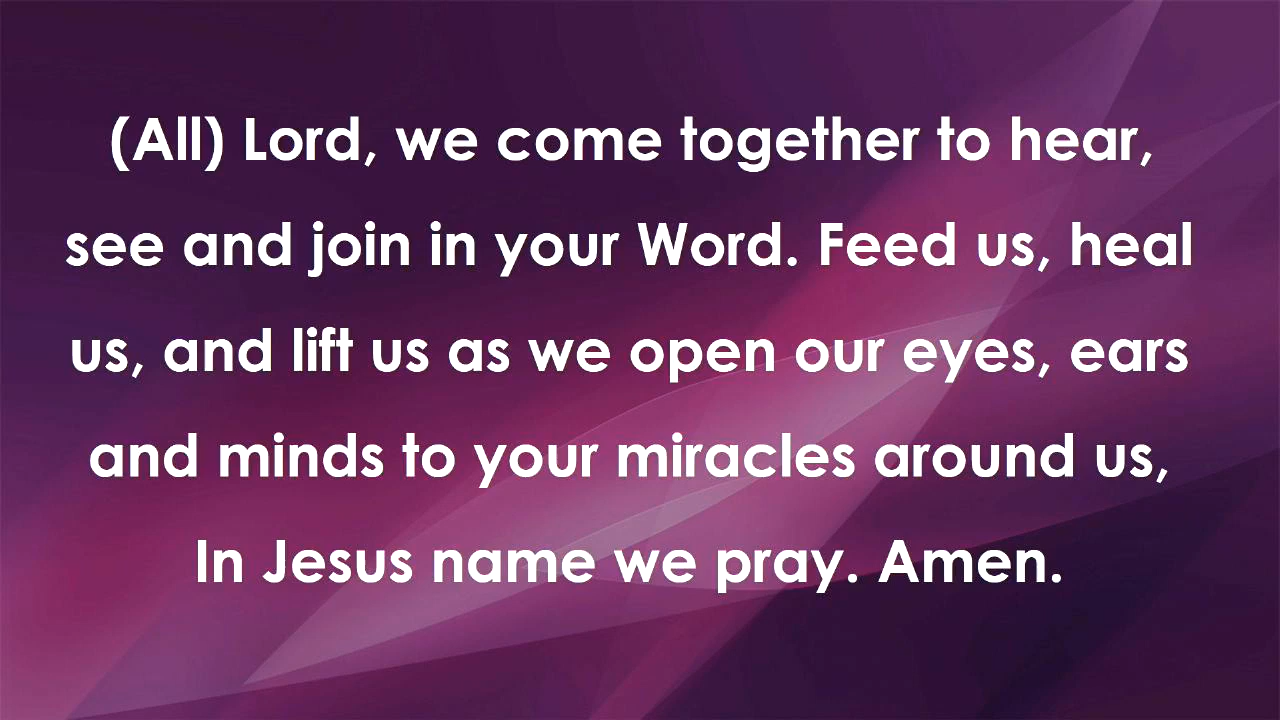 (All) Lord, we come together to hear,
see and join in your Word. Feed us, heal
us, and lift us as we open our eyes, ears
and minds to your miracles around us,
In Jesus name we pray. Amen.